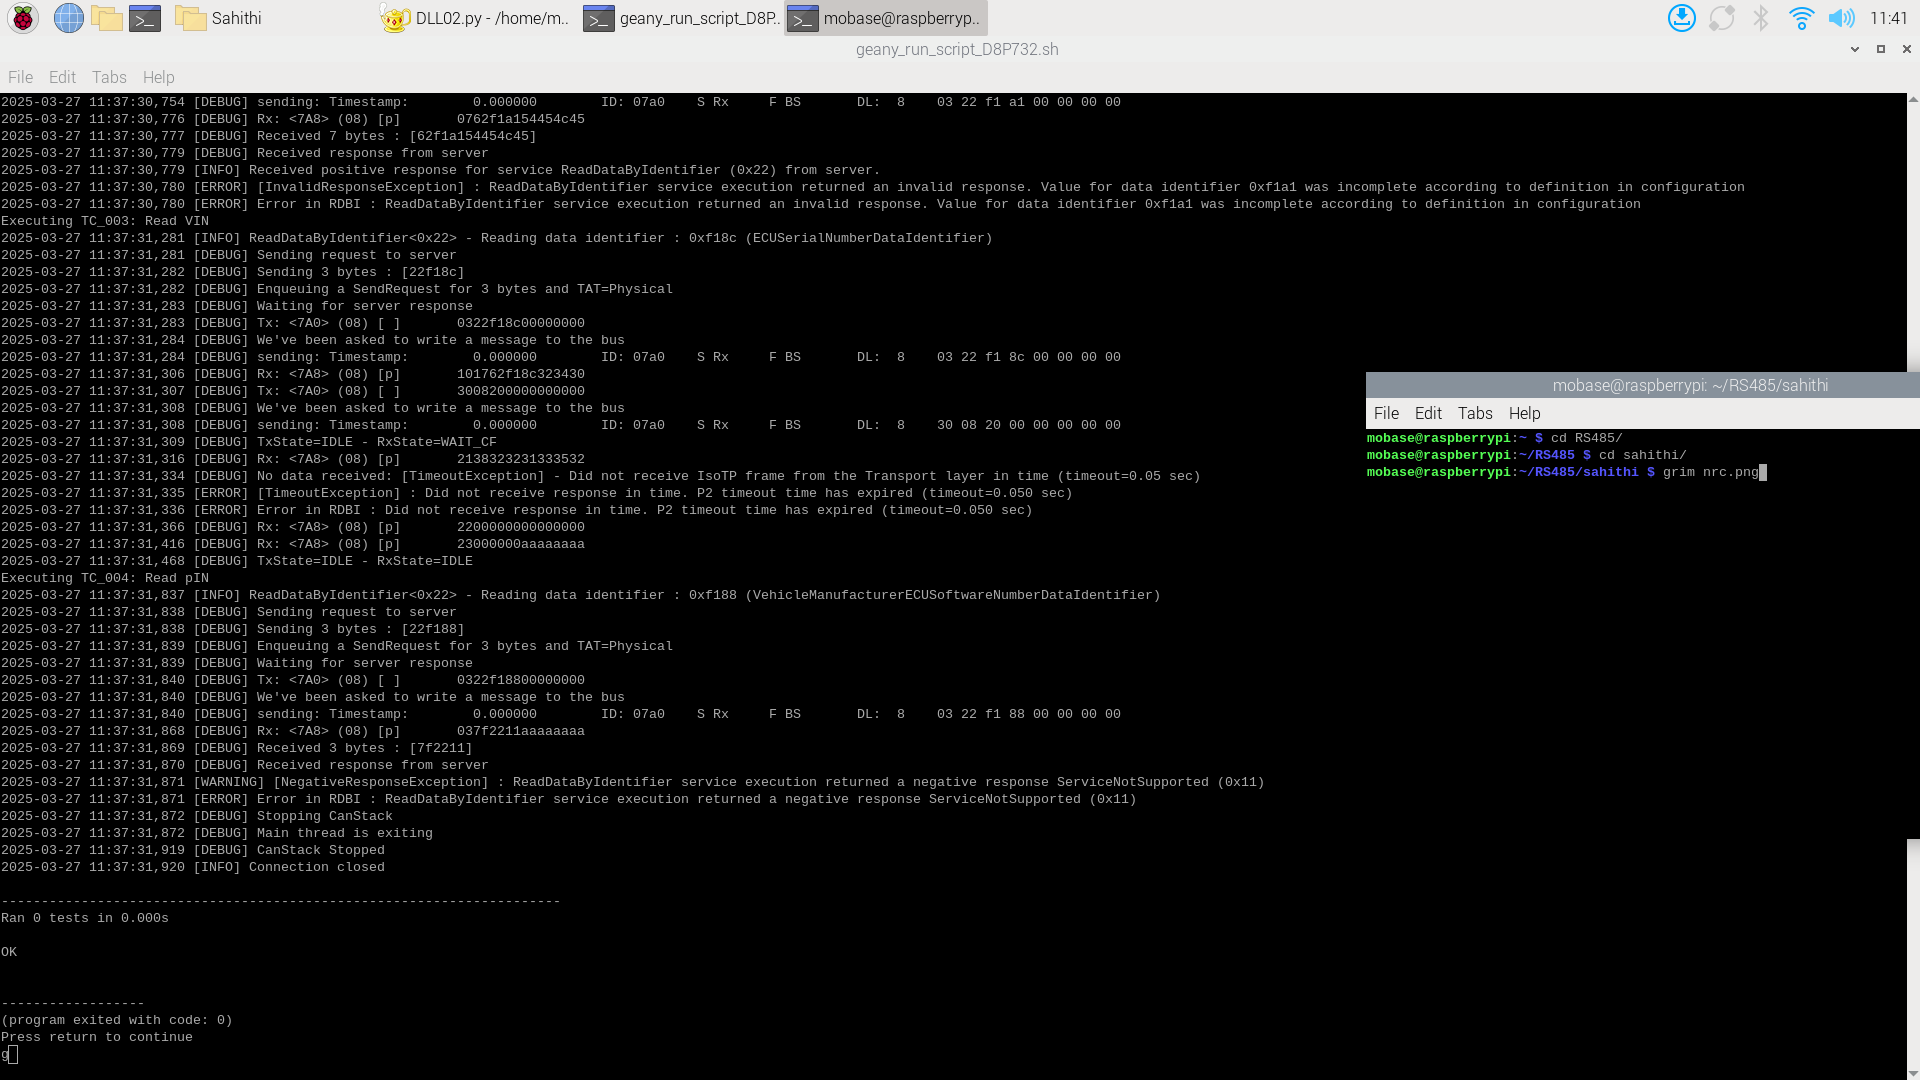 Sahithi
DLL02.py - /home/m..
geany_run_script_D8P..
mobase@raspberryp..
11:41
geany_run_script_D8P732.sh
File Edit Tabs Help
2025-03-27 11:37:30,754 [DEBUG] sending: Timestamp:        0.000000        ID: 07a0    S Rx     F BS       DL:  8    03 22 f1 a1 00 00 00 00
2025-03-27 11:37:30,776 [DEBUG] Rx: <7A8> (08) [p]       0762f1a154454c45
2025-03-27 11:37:30,777 [DEBUG] Received 7 bytes : [62f1a154454c45]
2025-03-27 11:37:30,779 [DEBUG] Received response from server
2025-03-27 11:37:30,779 [INFO] Received positive response for service ReadDataByIdentifier (0x22) from server.
2025-03-27 11:37:30,780 [ERROR] [InvalidResponseException] : ReadDataByIdentifier service execution returned an invalid response. Value for data identifier 0xf1a1 was incomplete according to definition in configuration
2025-03-27 11:37:30,780 [ERROR] Error in RDBI : ReadDataByIdentifier service execution returned an invalid response. Value for data identifier 0xf1a1 was incomplete according to definition in configuration
Executing TC_003: Read VIN
2025-03-27 11:37:31,281 [INFO] ReadDataByIdentifier<0x22> - Reading data identifier : 0xf18c (ECUSerialNumberDataIdentifier)
2025-03-27 11:37:31,281 [DEBUG] Sending request to server
2025-03-27 11:37:31,282 [DEBUG] Sending 3 bytes : [22f18c]
2025-03-27 11:37:31,282 [DEBUG] Enqueuing a SendRequest for 3 bytes and TAT=Physical
2025-03-27 11:37:31,283 [DEBUG] Waiting for server response
2025-03-27 11:37:31,283 [DEBUG] Tx: <7A0> (08) [ ]       0322f18c00000000
2025-03-27 11:37:31,284 [DEBUG] We've been asked to write a message to the bus
2025-03-27 11:37:31,284 [DEBUG] sending: Timestamp:        0.000000        ID: 07a0    S Rx     F BS       DL:  8    03 22 f1 8c 00 00 00 00
2025-03-27 11:37:31,306 [DEBUG] Rx: <7A8> (08) [p]       101762f18c323430
2025-03-27 11:37:31,307 [DEBUG] Tx: <7A0> (08) [ ]       3008200000000000
2025-03-27 11:37:31,308 [DEBUG] We've been asked to write a message to the bus
2025-03-27 11:37:31,308 [DEBUG] sending: Timestamp:        0.000000        ID: 07a0    S Rx     F BS       DL:  8    30 08 20 00 00 00 00 00
2025-03-27 11:37:31,309 [DEBUG] TxState=IDLE - RxState=WAIT_CF
2025-03-27 11:37:31,316 [DEBUG] Rx: <7A8> (08) [p]       2138323231333532
2025-03-27 11:37:31,334 [DEBUG] No data received: [TimeoutException] - Did not receive IsoTP frame from the Transport layer in time (timeout=0.05 sec)
2025-03-27 11:37:31,335 [ERROR] [TimeoutException] : Did not receive response in time. P2 timeout time has expired (timeout=0.050 sec)
2025-03-27 11:37:31,336 [ERROR] Error in RDBI : Did not receive response in time. P2 timeout time has expired (timeout=0.050 sec)
2025-03-27 11:37:31,366 [DEBUG] Rx: <7A8> (08) [p]       2200000000000000
2025-03-27 11:37:31,416 [DEBUG] Rx: <7A8> (08) [p]       23000000aaaaaaaa
2025-03-27 11:37:31,468 [DEBUG] TxState=IDLE - RxState=IDLE
Executing TC_004: Read pIN
2025-03-27 11:37:31,837 [INFO] ReadDataByIdentifier<0x22> - Reading data identifier : 0xf188 (VehicleManufacturerECUSoftwareNumberDataIdentifier)
2025-03-27 11:37:31,838 [DEBUG] Sending request to server
2025-03-27 11:37:31,838 [DEBUG] Sending 3 bytes : [22f188]
2025-03-27 11:37:31,839 [DEBUG] Enqueuing a SendRequest for 3 bytes and TAT=Physical
2025-03-27 11:37:31,839 [DEBUG] Waiting for server response
2025-03-27 11:37:31,840 [DEBUG] Tx: <7A0> (08) [ ]       0322f18800000000
2025-03-27 11:37:31,840 [DEBUG] We've been asked to write a message to the bus
2025-03-27 11:37:31,840 [DEBUG] sending: Timestamp:        0.000000        ID: 07a0    S Rx     F BS       DL:  8    03 22 f1 88 00 00 00 00
2025-03-27 11:37:31,868 [DEBUG] Rx: <7A8> (08) [p]       037f2211aaaaaaaa
2025-03-27 11:37:31,869 [DEBUG] Received 3 bytes : [7f2211]
2025-03-27 11:37:31,870 [DEBUG] Received response from server
2025-03-27 11:37:31,871 [WARNING] [NegativeResponseException] : ReadDataByIdentifier service execution returned a negative response ServiceNotSupported (0x11)
2025-03-27 11:37:31,871 [ERROR] Error in RDBI : ReadDataByIdentifier service execution returned a negative response ServiceNotSupported (0x11)
2025-03-27 11:37:31,872 [DEBUG] Stopping CanStack
2025-03-27 11:37:31,872 [DEBUG] Main thread is exiting
2025-03-27 11:37:31,919 [DEBUG] CanStack Stopped
2025-03-27 11:37:31,920 [INFO] Connection closed
----------------------------------------------------------------------
Ran 0 tests in 0.000s
OK
------------------
(program exited with code: 0)
Press return to continue
g
mobase@raspberrypi: ~/RS485/sahithi
File Edit Tabs Help
mobase@raspberrypi:~ $ cd RS485/
mobase@raspberrypi:~/RS485 $ cd sahithi/
mobase@raspberrypi:~/RS485/sahithi $ grim nrc.png